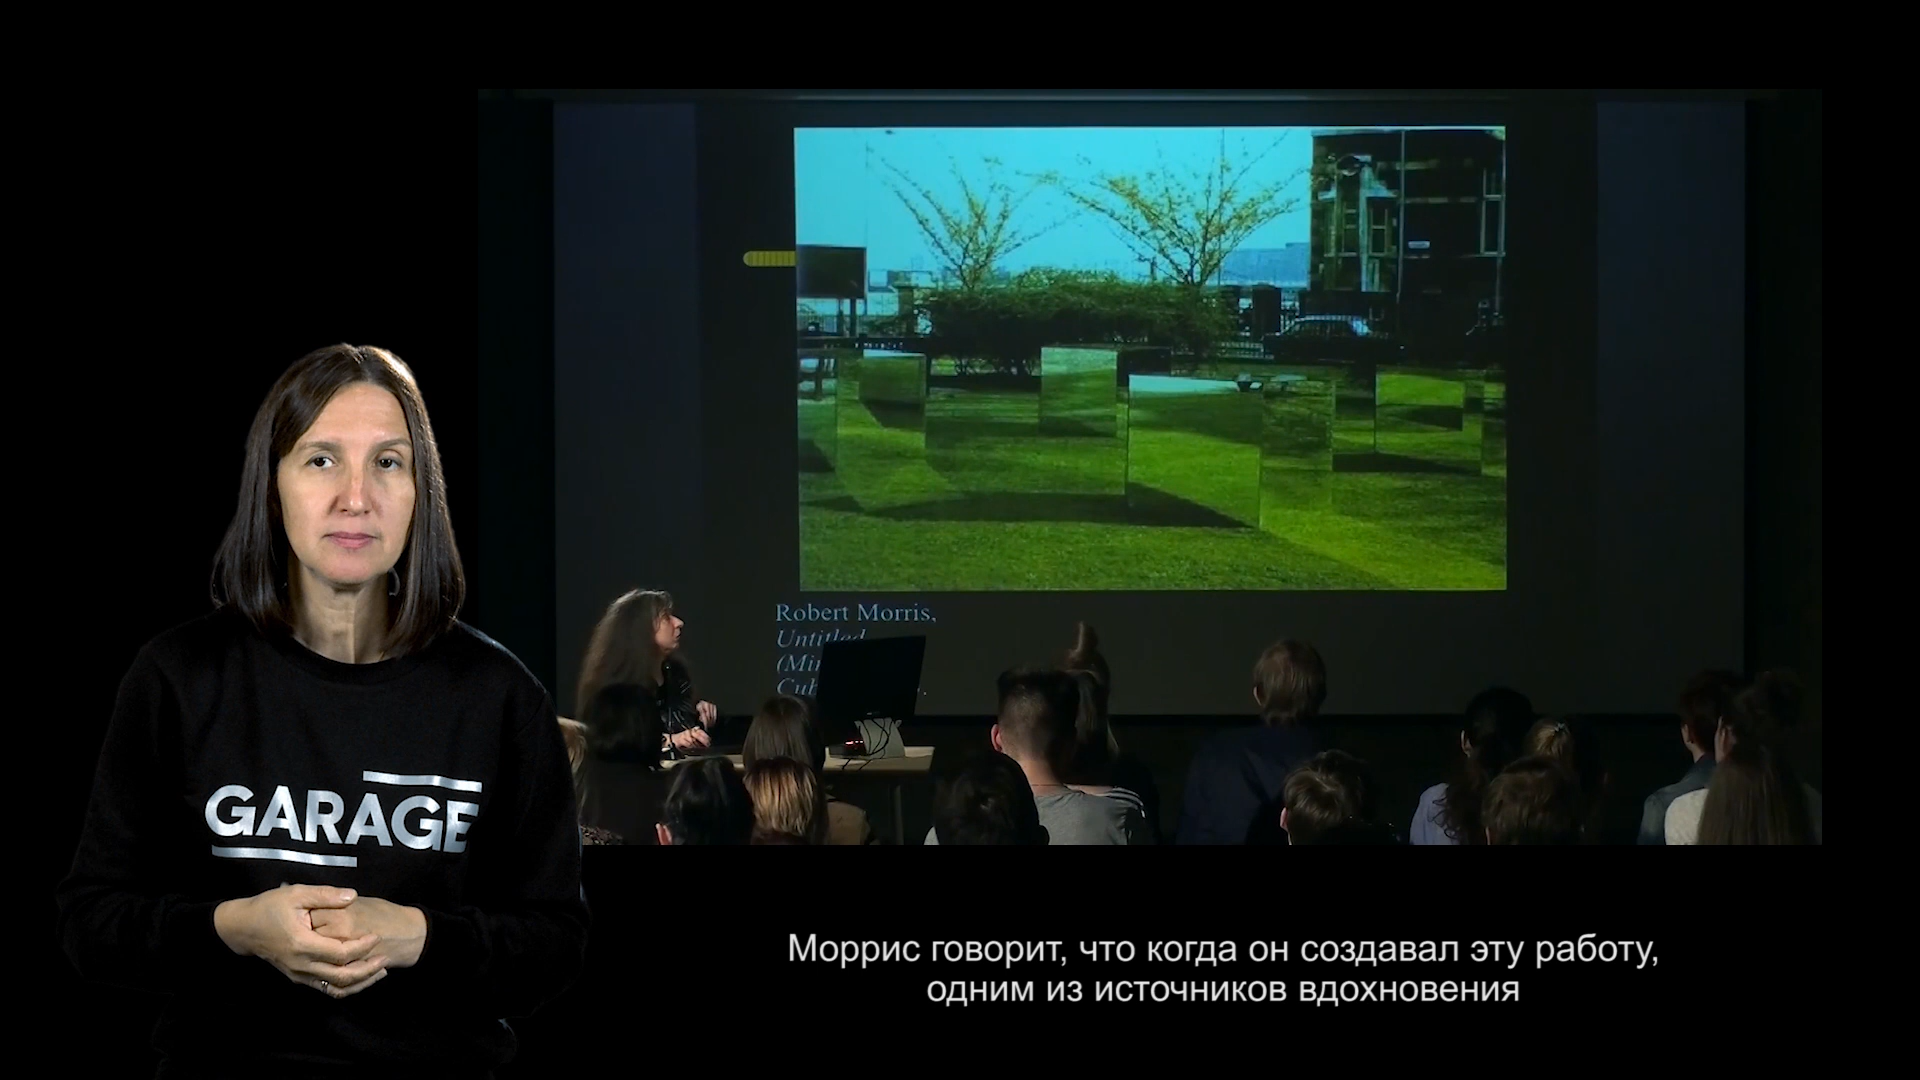 Robert Morris,
Untitled
GARAGE
Моррис говорит, что когда он создавал эту работу,
одним из источников вдохновения